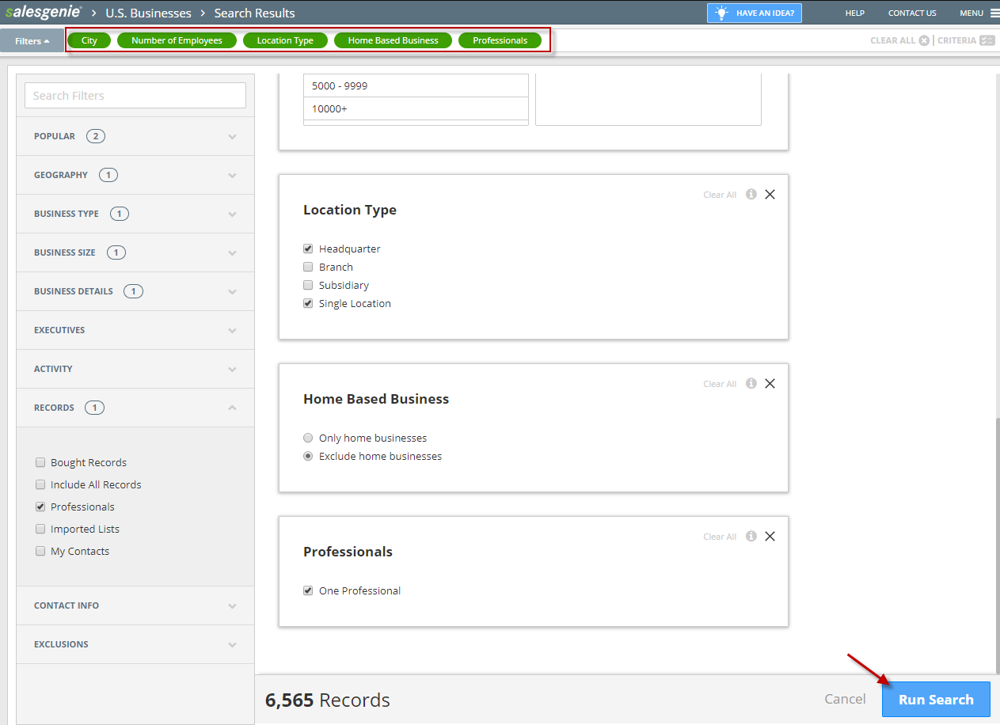 salesgenie > U.S. Businesses > Search Results
HAVE AN IDEA?
HELP
CONTACT US
MENU
Filters
City
Number of Employees
Location Type
Home Based Business
Professionals
CLEAR ALL
CRITERIA
Search Filters
POPULAR 2
GEOGRAPHY 1
BUSINESS TYPE 1
BUSINESS SIZE 1
BUSINESS DETAILS 1
EXECUTIVES
ACTIVITY
RECORDS 1
Bought Records
Include All Records
Professionals
Imported Lists
My Contacts
CONTACT INFO
EXCLUSIONS
5000 - 9999
10000+
Clear All
Location Type
Headquarter
Branch
Subsidiary
Single Location
Clear All
Home Based Business
Only home businesses
Exclude home businesses
Clear All
Professionals
One Professional
6,565 Records
Cancel
Run Search